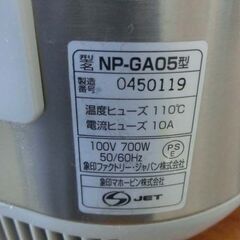 型名 NP-GA05型
製造番号 0450119
温度ヒューズ 110℃
電流ヒューズ 10A
100V 700W
50/60Hz
PSE
象印ファクトリー・ジャパン株式会社
象印マホービン株式会社
JET